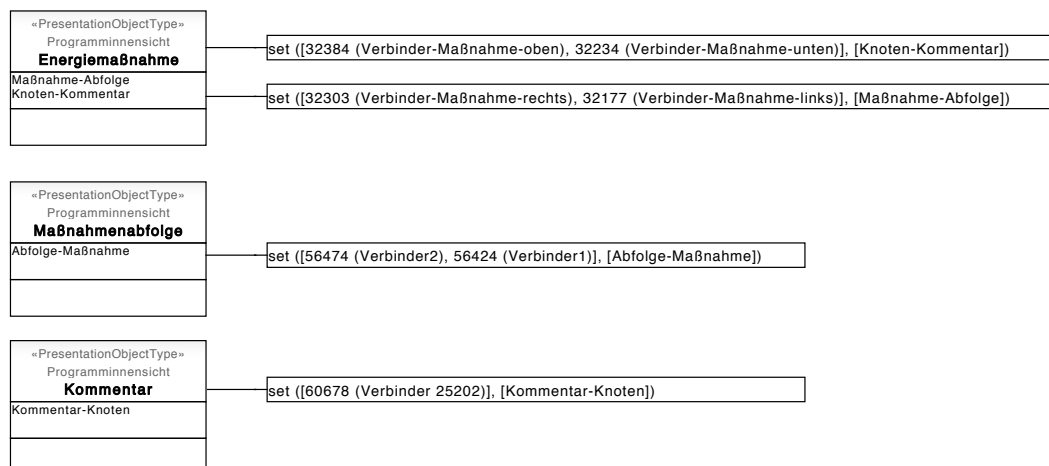 «PresentationObjectType»
Programminnensicht
Energiemaßnahme
Maßnahme-Abfolge
Knoten-Kommentar
set ([32384 (Verbinder-Maßnahme-oben), 32234 (Verbinder-Maßnahme-unten)], [Knoten-Kommentar])
set ([32303 (Verbinder-Maßnahme-rechts), 32177 (Verbinder-Maßnahme-links)], [Maßnahme-Abfolge])
«PresentationObjectType»
Programminnensicht
Maßnahmenabfolge
Abfolge-Maßnahme
set ([56474 (Verbinder2), 56424 (Verbinder1)], [Abfolge-Maßnahme])
«PresentationObjectType»
Programminnensicht
Kommentar
Kommentar-Knoten
set ([60678 (Verbinder 25202)], [Kommentar-Knoten])